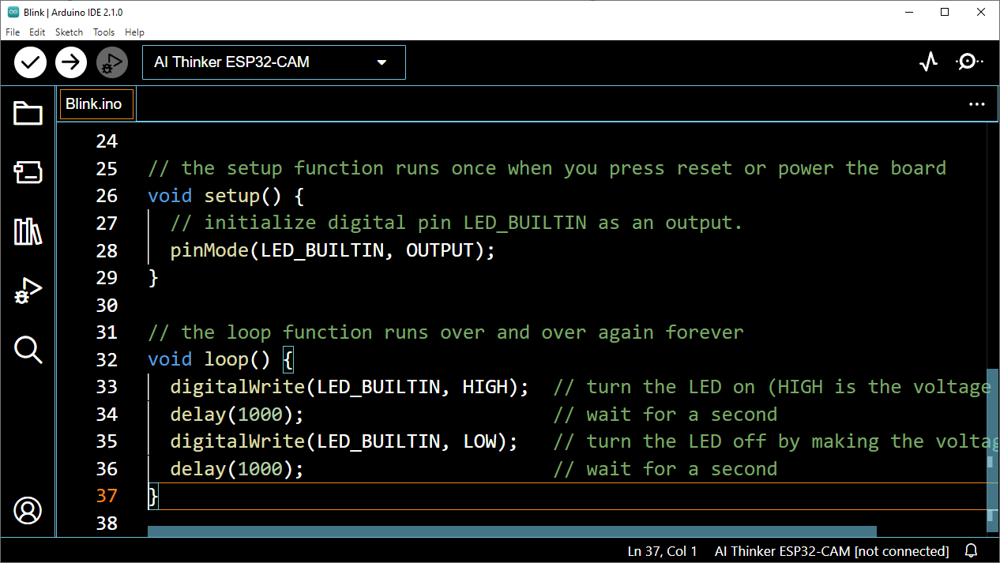 Blink | Arduino IDE 2.1.0
File Edit Sketch Tools Help
AI Thinker ESP32-CAM
Blink.ino
24
25 // the setup function runs once when you press reset or power the board
26 void setup() {
27   // initialize digital pin LED_BUILTIN as an output.
28   pinMode(LED_BUILTIN, OUTPUT);
29 }
30
31 // the loop function runs over and over again forever
32 void loop() {
33   digitalWrite(LED_BUILTIN, HIGH);  // turn the LED on (HIGH is the voltage
34   delay(1000);                      // wait for a second
35   digitalWrite(LED_BUILTIN, LOW);   // turn the LED off by making the voltag
36   delay(1000);                      // wait for a second
37 }
38
Ln 37, Col 1 AI Thinker ESP32-CAM [not connected]